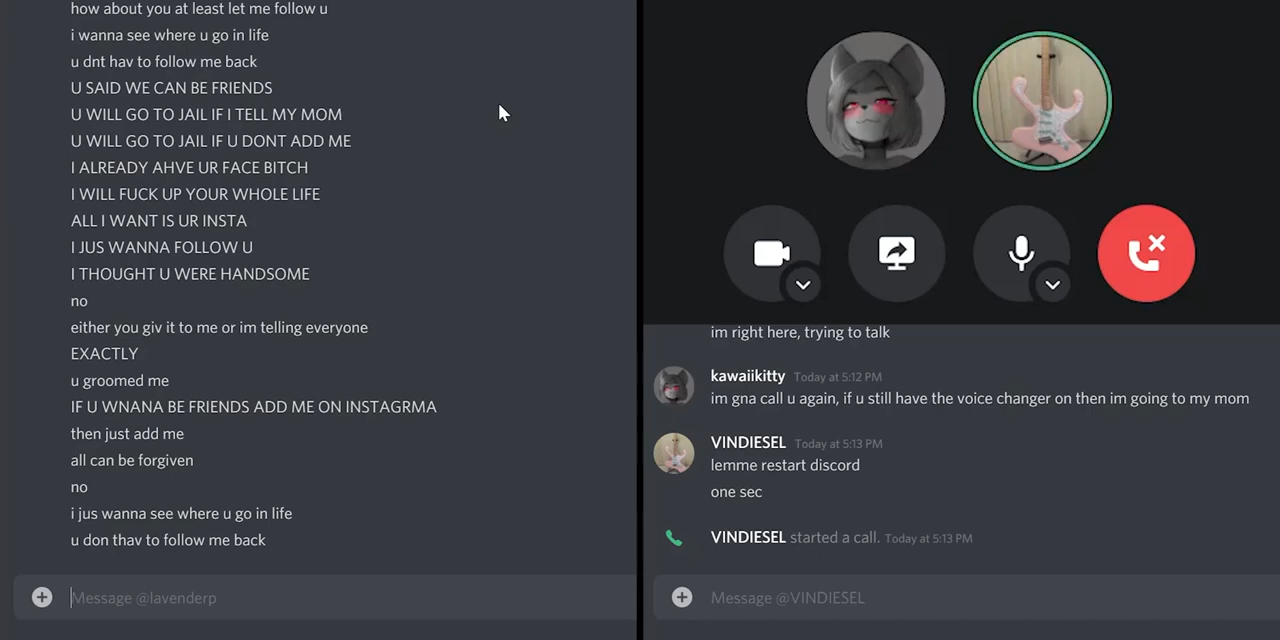 how about you at least let me follow u
i wanna see where u go in life
u dnt hav to follow me back
U SAID WE CAN BE FRIENDS
U WILL GO TO JAIL IF I TELL MY MOM
U WILL GO TO JAIL IF U DONT ADD ME
I ALREADY AHVE UR FACE BITCH
I WILL FUCK UP YOUR WHOLE LIFE
ALL I WANT IS UR INSTA
I JUS WANNA FOLLOW U
I THOUGHT U WERE HANDSOME
no
either you giv it to me or im telling everyone
EXACTLY
u groomed me
IF U WNANA BE FRIENDS ADD ME ON INSTAGRMA
then just add me
all can be forgiven
no
i jus wanna see where u go in life
u don thav to follow me back
Message @lavenderp
im right here, trying to talk
kawaiikitty Today at 5:12 PM
im gna call u again, if u still have the voice changer on then im going to my mom
VINDIESEL Today at 5:13 PM
lemme restart discord
one sec
VINDIESEL started a call. Today at 5:13 PM
Message @VINDIESEL